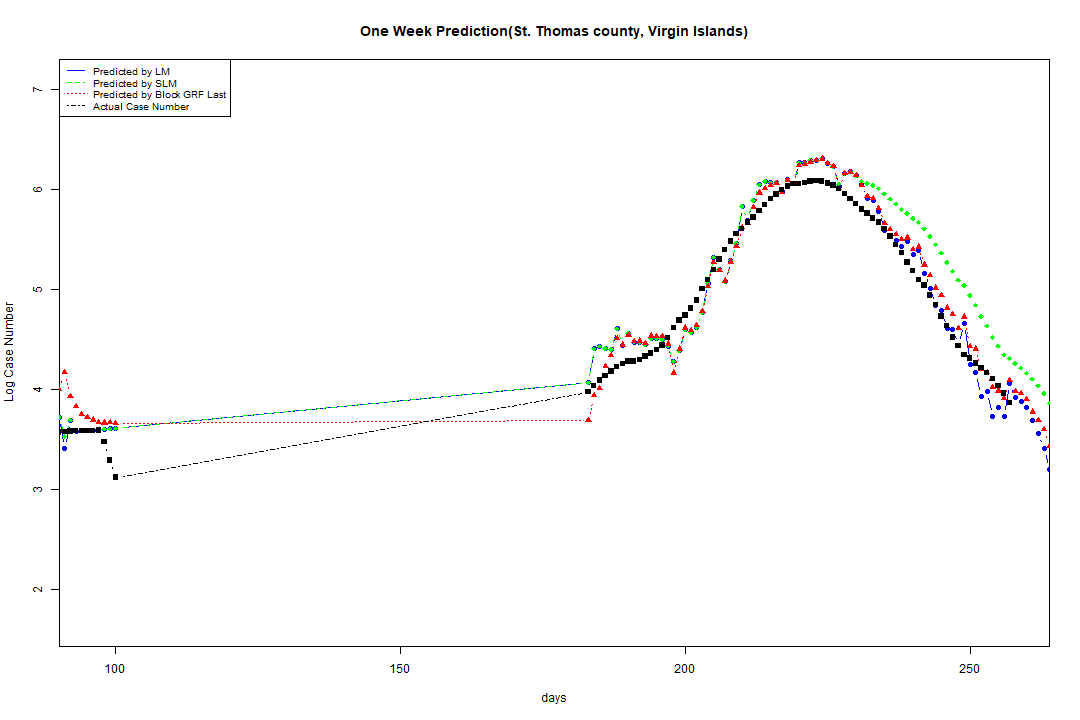 One Week Prediction(St. Thomas county, Virgin Islands)
Predicted by LM
Predicted by SLM
Predicted by Block GRF Last
Actual Case Number
7
6
5
4
3
2
Log Case Number
100 150 200 250
days